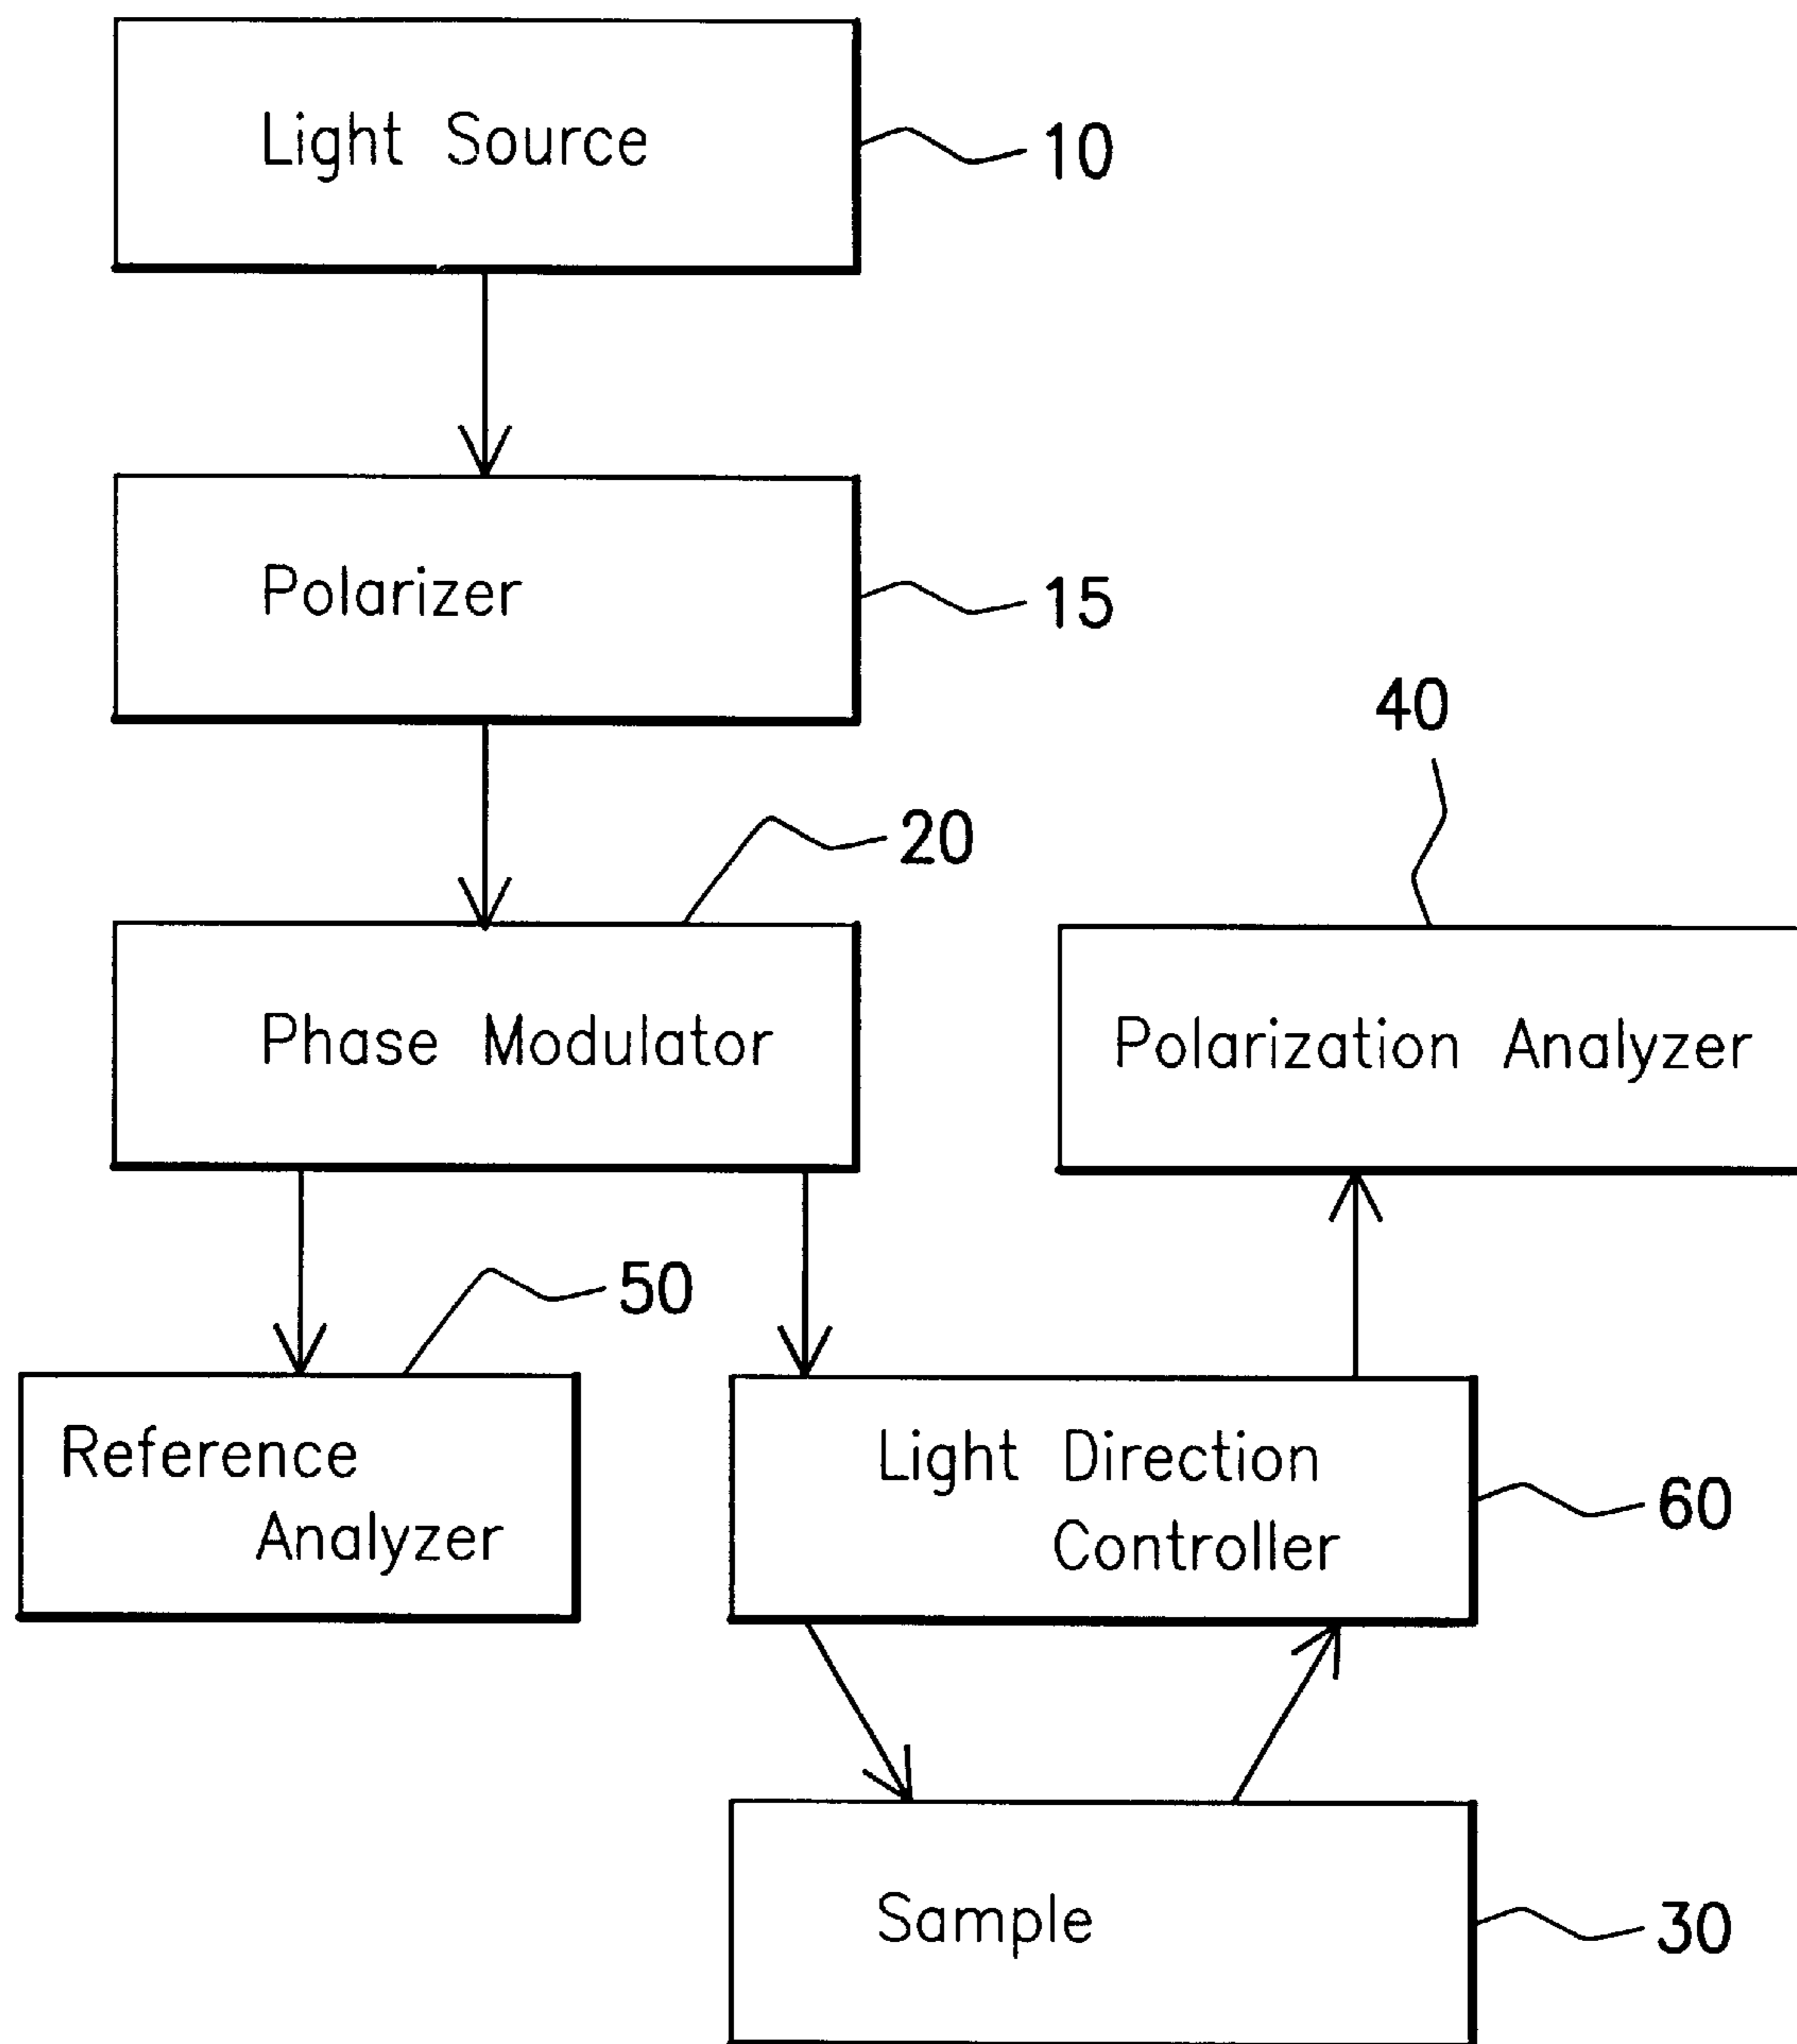 Light Source
10
Polarizer
15
40
20
Phase Modulator
Polarization Analyzer
50
Reference
Analyzer
Light Direction
Controller
60
Sample
30